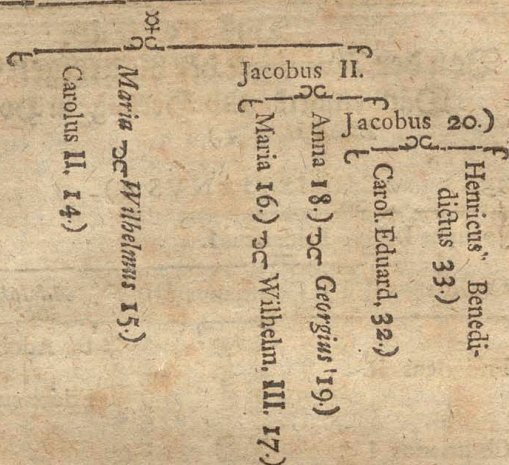 Carolus II. 14.)
Maria Wilhelmus 15)
Jacobus II.
Maria 16.) Wilhelm. III. 17.)
Anna 18.) Georgius 19.)
Jacobus 20.)
Carol. Eduard. 32.)
Henricus Benedi-
dictus 33.)